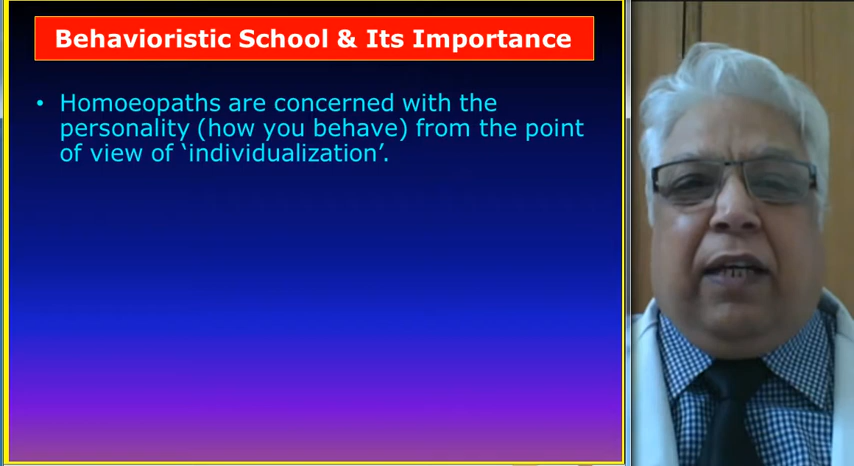 Behavioristic School & Its Importance
• Homoeopaths are concerned with the
personality (how you behave) from the point
of view of ‘individualization’.